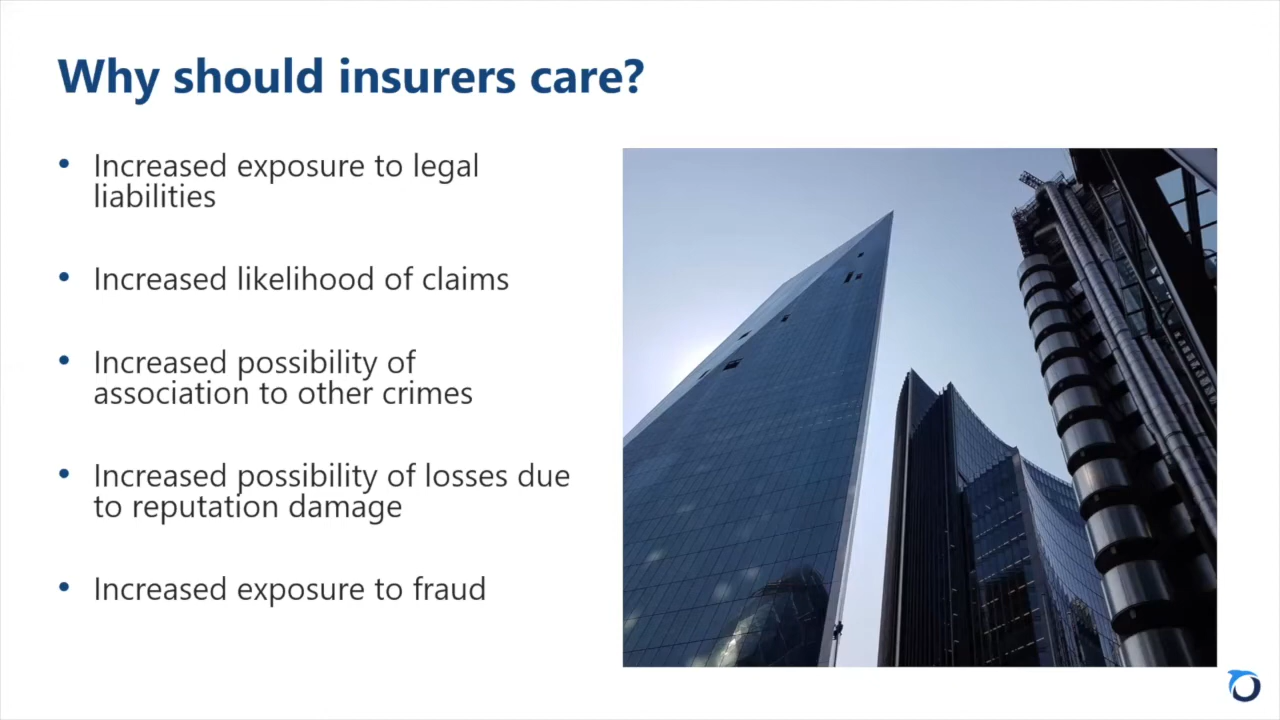 Why should insurers care?
• Increased exposure to legal
liabilities
• Increased likelihood of claims
• Increased possibility of
association to other crimes
• Increased possibility of losses due
to reputation damage
• Increased exposure to fraud